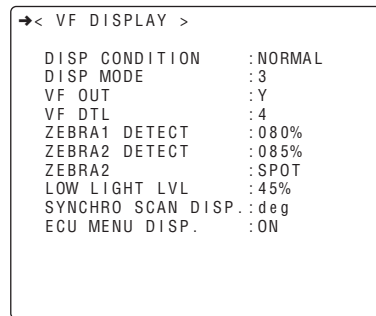 ➔< VF DISPLAY >
DISP CONDITION :NORMAL
DISP MODE :3
VF OUT :Y
VF DTL :4
ZEBRA1 DETECT :080%
ZEBRA2 DETECT :085%
ZEBRA2 :SPOT
LOW LIGHT LVL :45%
SYNCHRO SCAN DISP.:deg
ECU MENU DISP. :ON